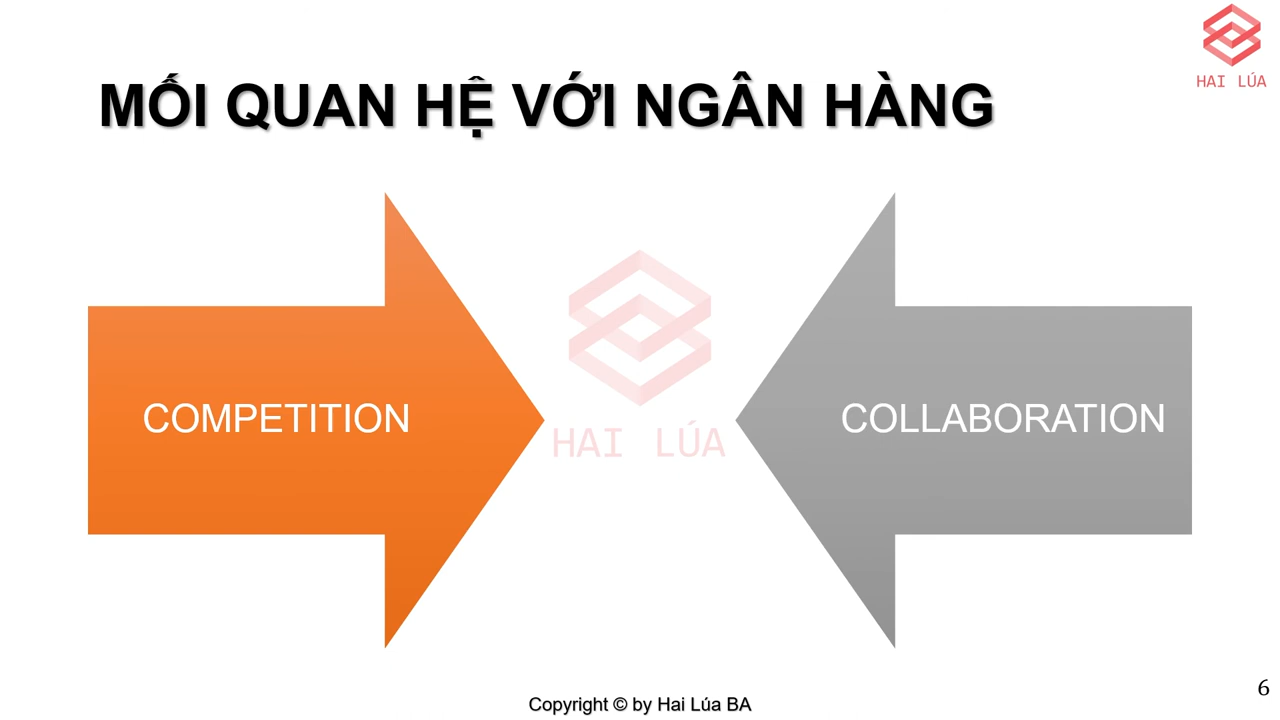 HAI LÚA
MỐI QUAN HỆ VỚI NGÂN HÀNG
COMPETITION
HAI LÚA
COLLABORATION
6
Copyright © by Hai Lúa BA